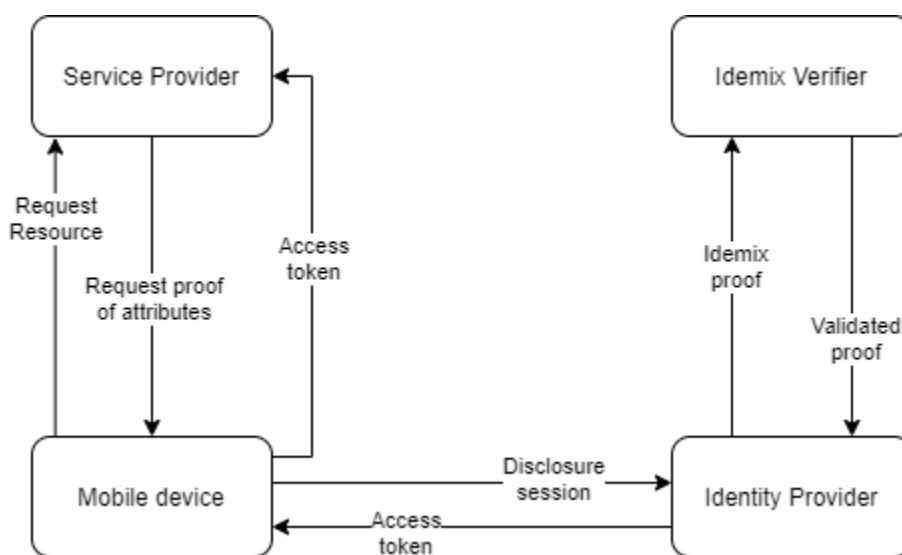 Service Provider
Idemix Verifier
Request
Resource
Access
token
Idemix
proof
Request proof
of attributes
Validated
proof
Disclosure
session
Mobile device
Identity Provider
Access
token